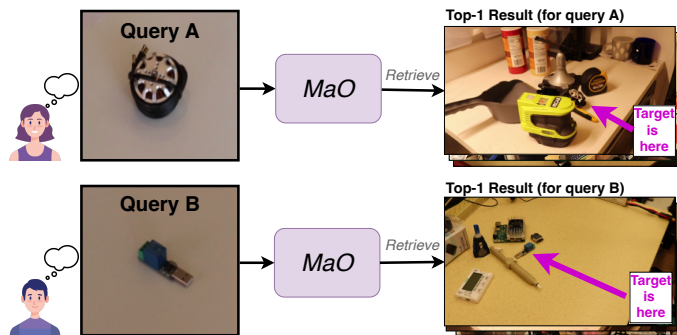 Top-1 Result (for query A)
Query A
MaO
Retrieve
Target
is
here
Top-1 Result (for query B)
Query B
MaO
Retrieve
Target
is
here